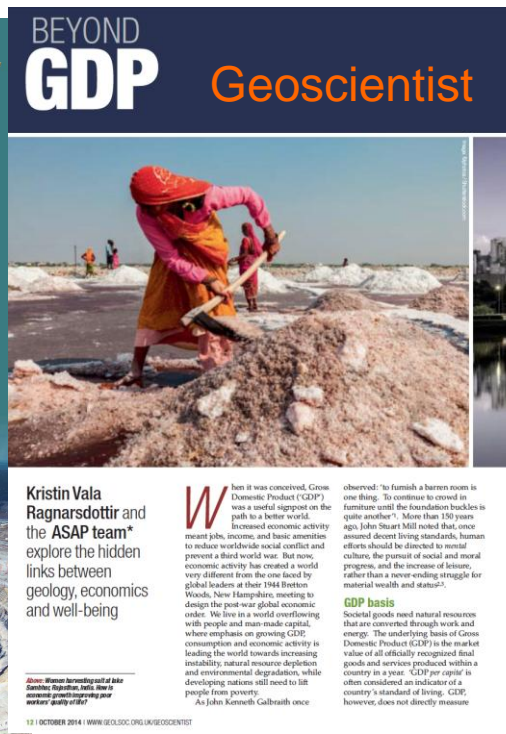 BEYOND
GDP
Geoscientist
Kristin Vala
Ragnarsdottir and
the ASAP team*
explore the hidden
links between
geology, economics
and well-being
Above: Women harvesting salt at lake
Sambhar, Rajasthan, India. How is
economic growth improving poor
workers' quality of life?
When it was conceived, Gross
Domestic Product ('GDP')
was a useful signpost on the
path to a better world.
Increased economic activity
meant jobs, income, and basic amenities
to reduce worldwide social conflict and
prevent a third world war. But now,
economic activity has created a world
very different from the one faced by
global leaders at their 1944 Bretton
Woods, New Hampshire, meeting to
design the post-war global economic
order. We live in a world overflowing
with people and man-made capital,
where emphasis on growing GDP,
consumption and economic activity is
leading the world towards increasing
instability, natural resource depletion
and environmental degradation, while
developing nations still need to lift
people from poverty.
As John Kenneth Galbraith once
observed: 'to furnish a barren room is
one thing. To continue to crowd in
furniture until the foundation buckles is
quite another'¹. More than 150 years
ago, John Stuart Mill noted that, once
assured decent living standards, human
efforts should be directed to mental
culture, the pursuit of social and moral
progress, and the increase of leisure,
rather than a never-ending struggle for
material wealth and status²,³.
GDP basis
Societal goods need natural resources
that are converted through work and
energy. The underlying basis of Gross
Domestic Product (GDP) is the market
value of all officially recognized final
goods and services produced within a
country in a year. 'GDP per capita' is
often considered an indicator of a
country's standard of living. GDP,
however, does not directly measure
12 | OCTOBER 2014 | WWW.GEOLSOC.ORG.UK/GEOSCIENTIST